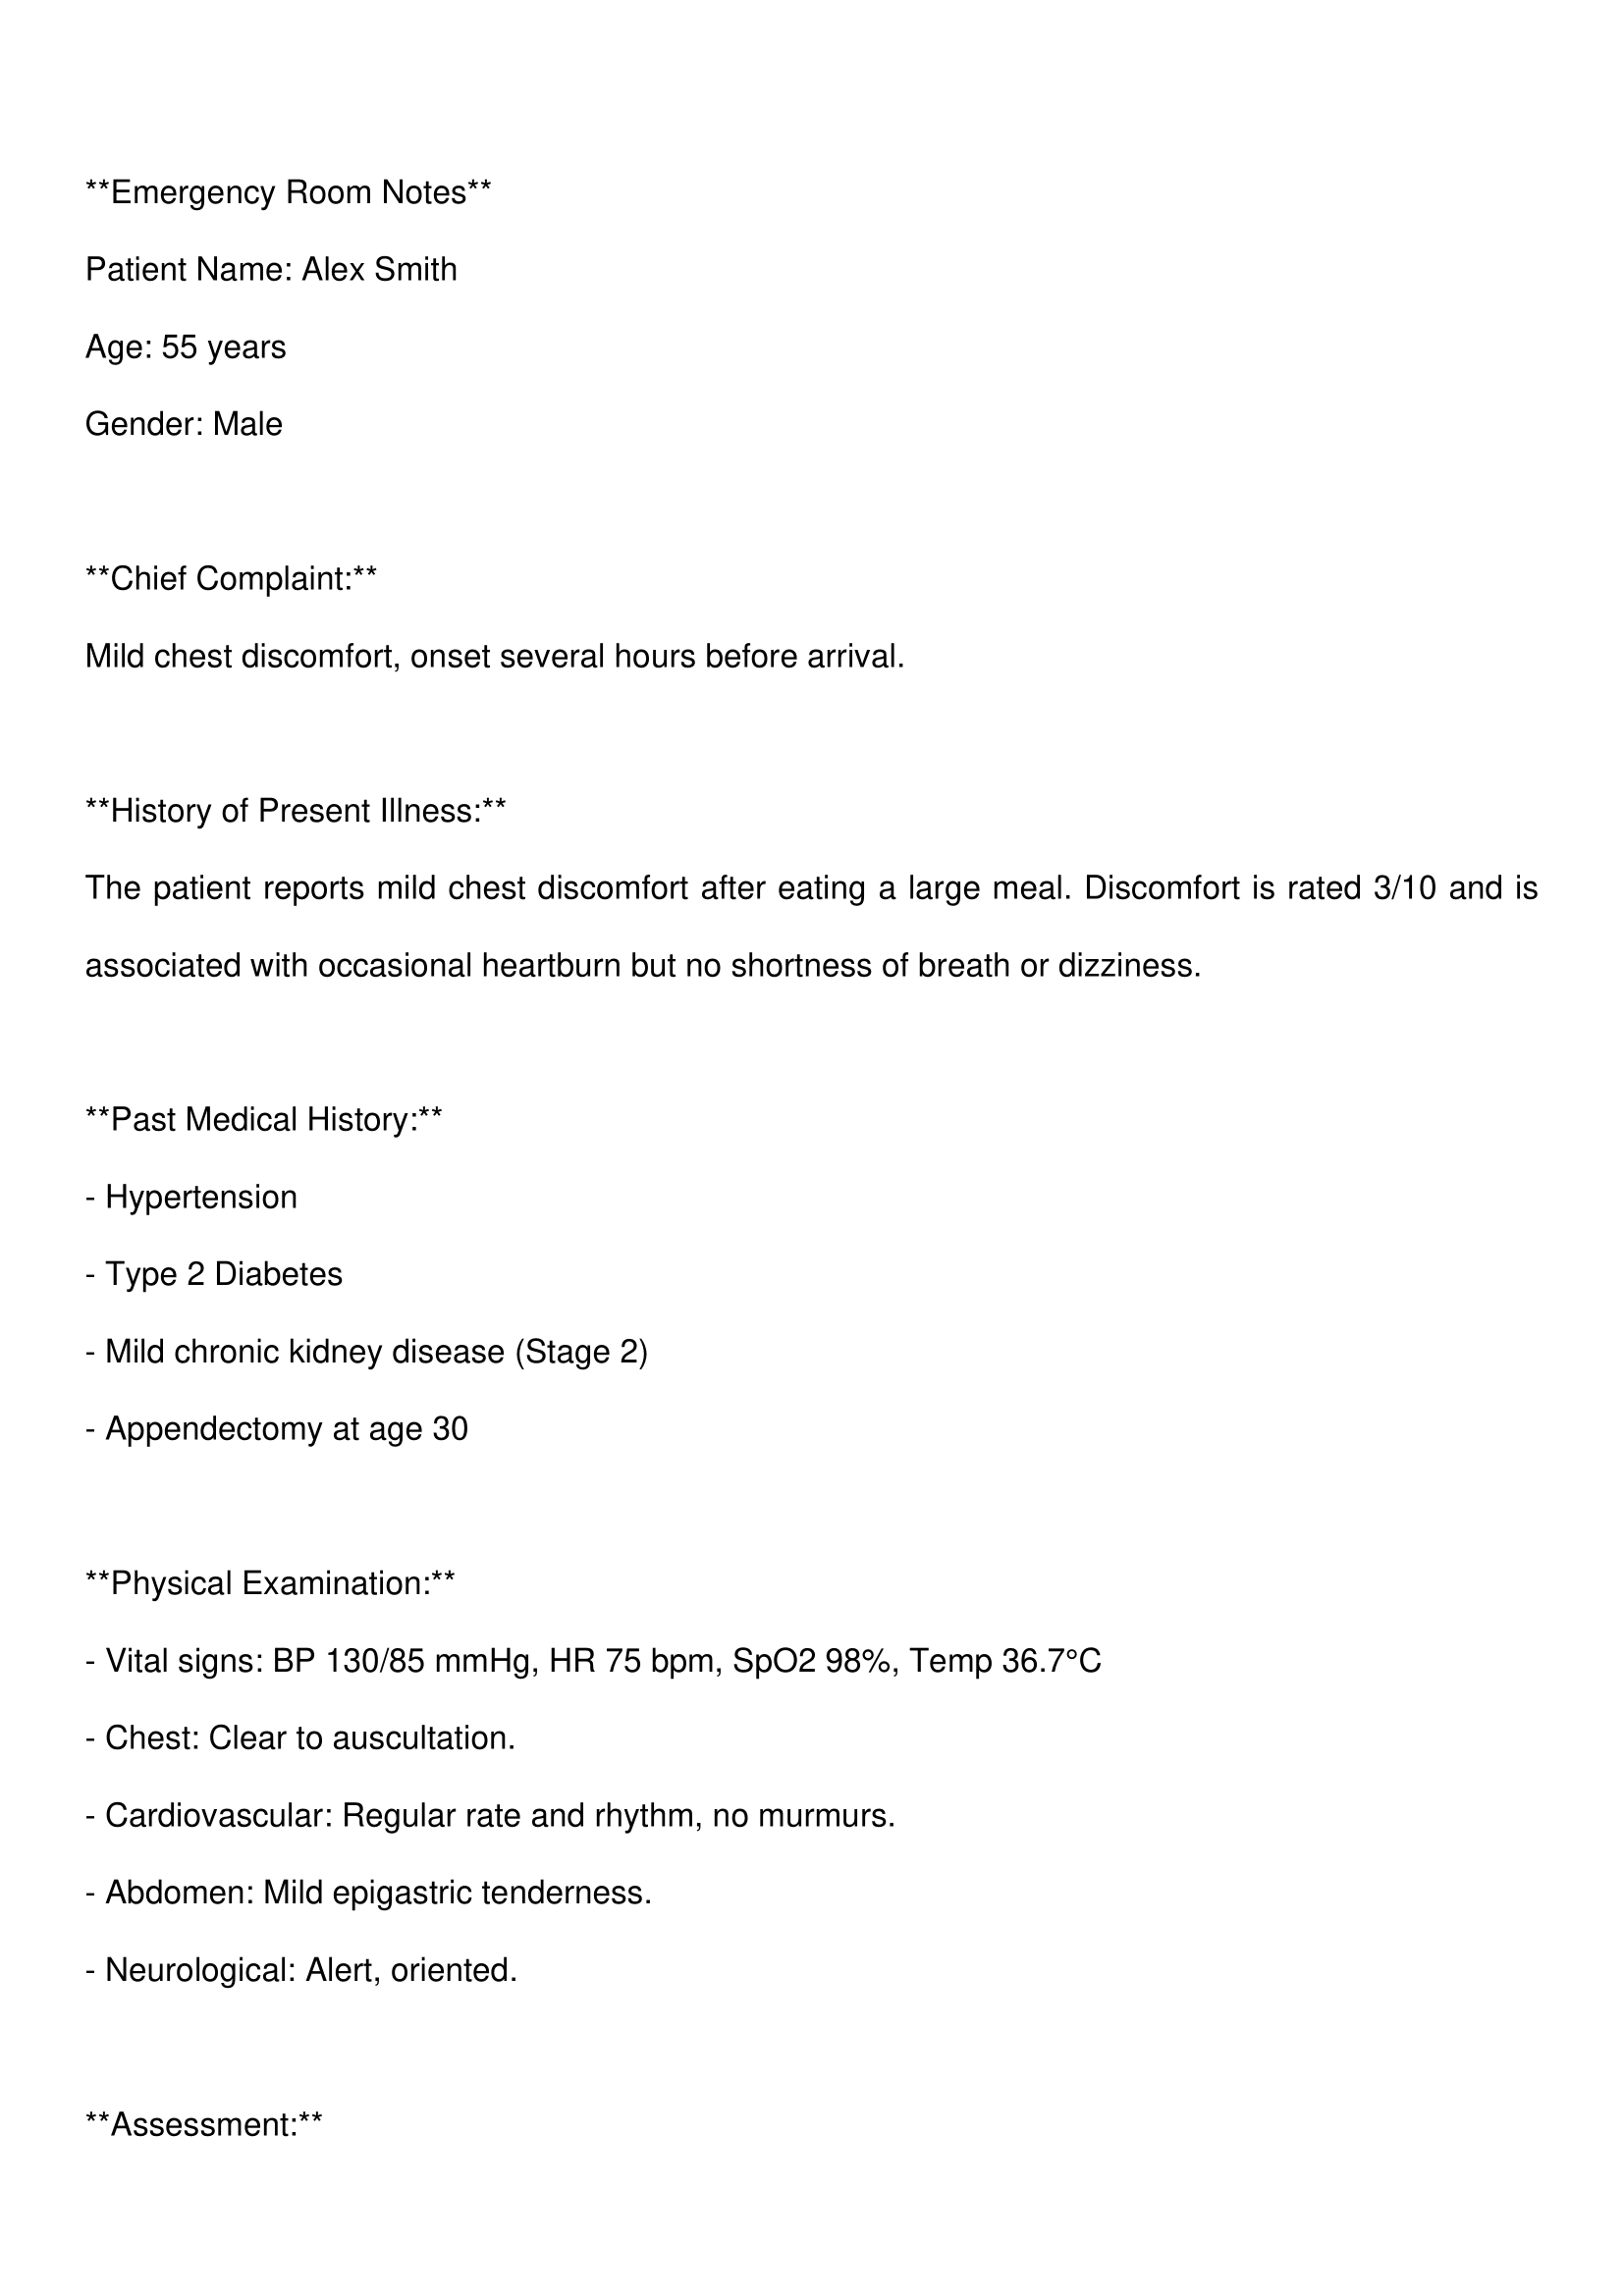 **Emergency Room Notes**
Patient Name: Alex Smith
Age: 55 years
Gender: Male
**Chief Complaint:**
Mild chest discomfort, onset several hours before arrival.
**History of Present Illness:**
The patient reports mild chest discomfort after eating a large meal. Discomfort is rated 3/10 and is
associated with occasional heartburn but no shortness of breath or dizziness.
**Past Medical History:**
- Hypertension
- Type 2 Diabetes
- Mild chronic kidney disease (Stage 2)
- Appendectomy at age 30
**Physical Examination:**
- Vital signs: BP 130/85 mmHg, HR 75 bpm, SpO2 98%, Temp 36.7°C
- Chest: Clear to auscultation.
- Cardiovascular: Regular rate and rhythm, no murmurs.
- Abdomen: Mild epigastric tenderness.
- Neurological: Alert, oriented.
**Assessment:**